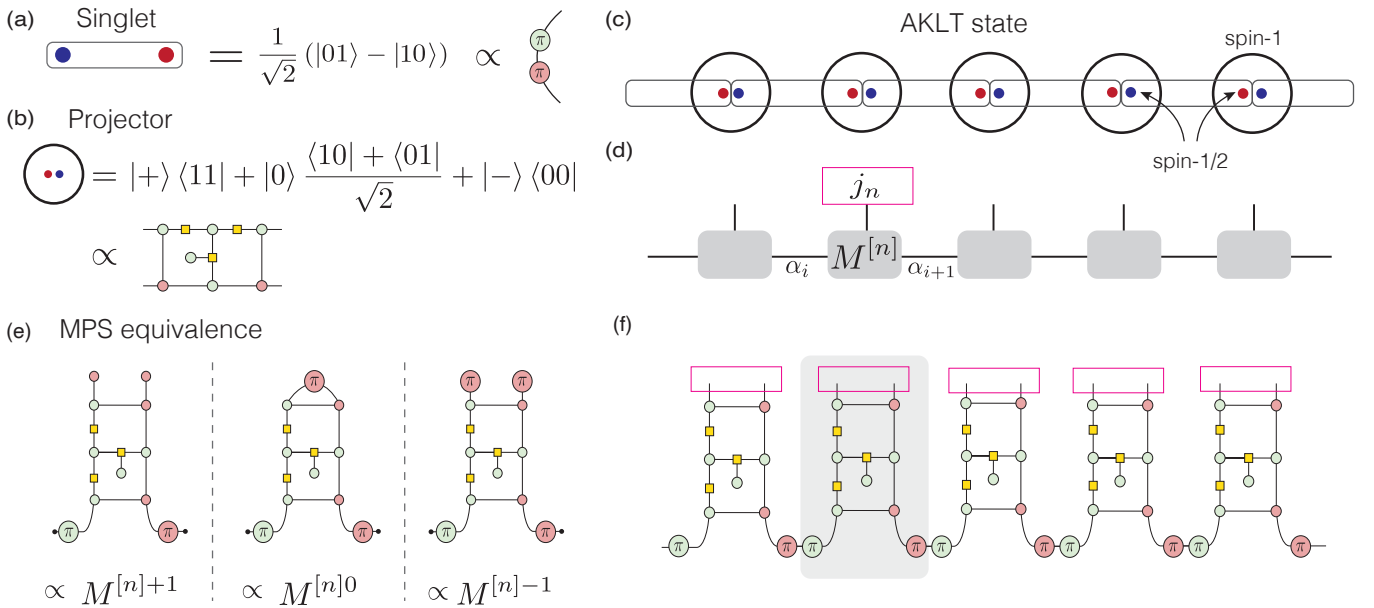 (a) Singlet
= 1/√2 (|01⟩ − |10⟩) ∝ π π
(b) Projector
= |+⟩ ⟨11| + |0⟩ ⟨10| + ⟨01| / √2 + |−⟩ ⟨00|
∝
(c) AKLT state
spin-1
spin-1/2
(d)
j_n
M^{[n]}
α_i α_{i+1}
(e) MPS equivalence
π π π
π π π π π π
∝ M^{[n]+1} ∝ M^{[n]0} ∝ M^{[n]−1}
(f)
π π π π π π π π π π